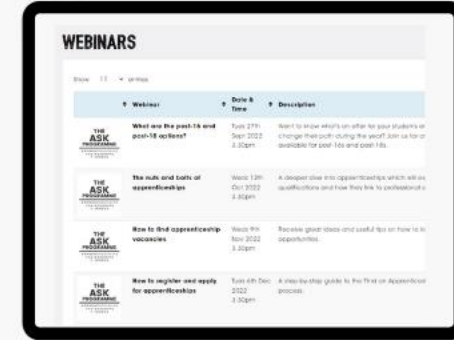 WEBINARS
Show
entries
Webinar
Date &
Time
Description
THE
ASK
PROGRAMME
What are the post-16 and
post-18 options?
Tues 27th
Sept 2022
3.30pm
Want to know what's on offer for your students
change their path during the year? Join us for
available for post-16s and post-18s.
THE
ASK
PROGRAMME
The nuts and bolts of
apprenticeships
Weds 12th
Oct 2022
3.30pm
A deeper dive into apprenticeships which will
qualifications and how they link to professional
THE
ASK
PROGRAMME
How to find apprenticeship
vacancies
Weds 9th
Nov 2022
3.30pm
Receive great ideas and useful tips on how to
opportunities.
THE
ASK
PROGRAMME
How to register and apply
for apprenticeships
Tues 6th Dec
2022
3.30pm
A step-by-step guide to the Find an Apprenticeship
process.